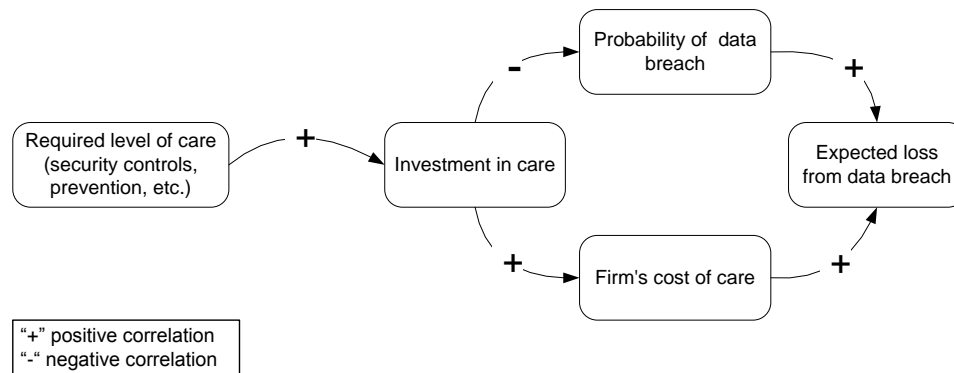 Probability of data
breach
-
+
Required level of care
(security controls,
prevention, etc.)
+
Investment in care
Expected loss
from data breach
+
+
Firm's cost of care
“+” positive correlation
“-“ negative correlation